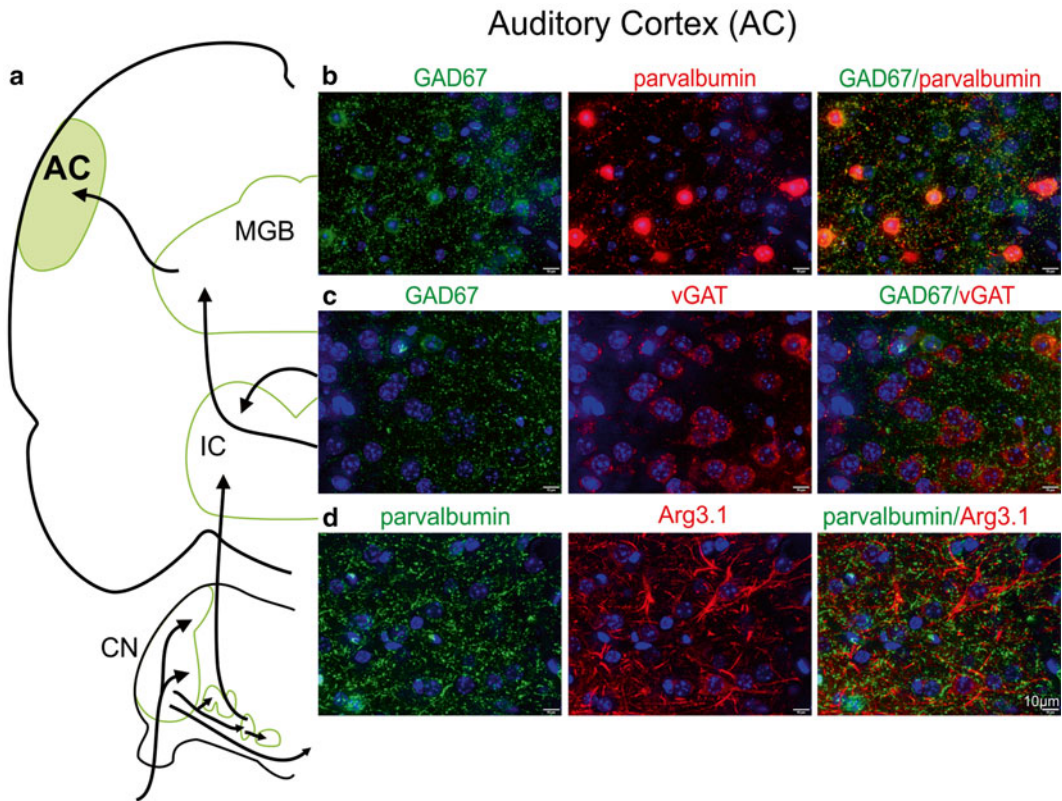 Auditory Cortex (AC)
a
b
GAD67
parvalbumin
GAD67/parvalbumin
AC
MGB
c
GAD67
vGAT
GAD67/vGAT
IC
d
parvalbumin
Arg3.1
parvalbumin/Arg3.1
CN
10µm